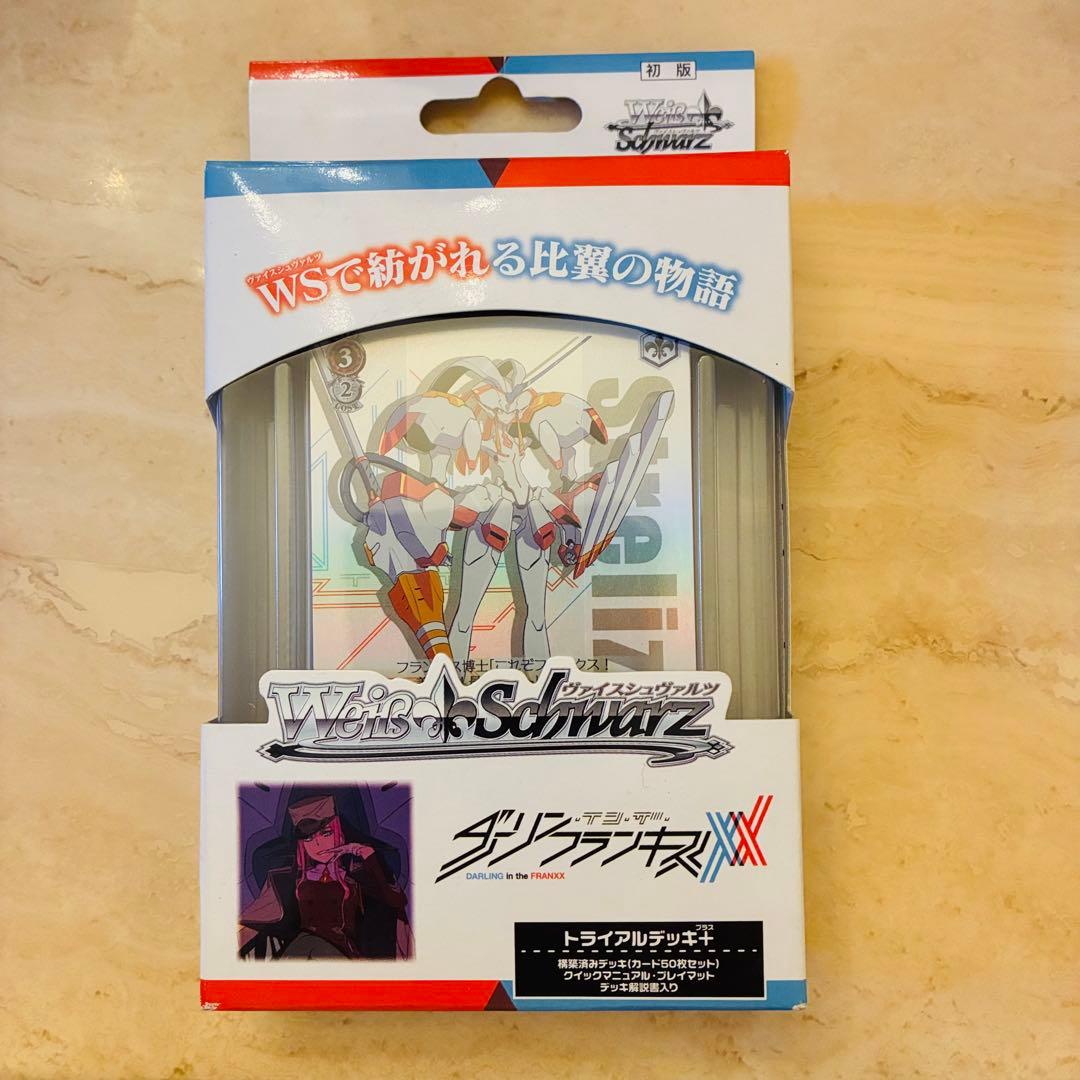 初版
Weiß Schwarz
ヴァイスシュヴァルツ
WSで紡がれる比翼の物語
3
2
COST
Streliz
フラン
ス博士「これぞフ
クス!
ヴァイスシュヴァルツ
Weiß Schwarz
ダーリン・イン・ザ・フランキス
DARLING in the FRANXX
プラス
トライアルデッキ+
構築済みデッキ(カード50枚セット)
クイックマニュアル・プレイマット
デッキ解説書入り